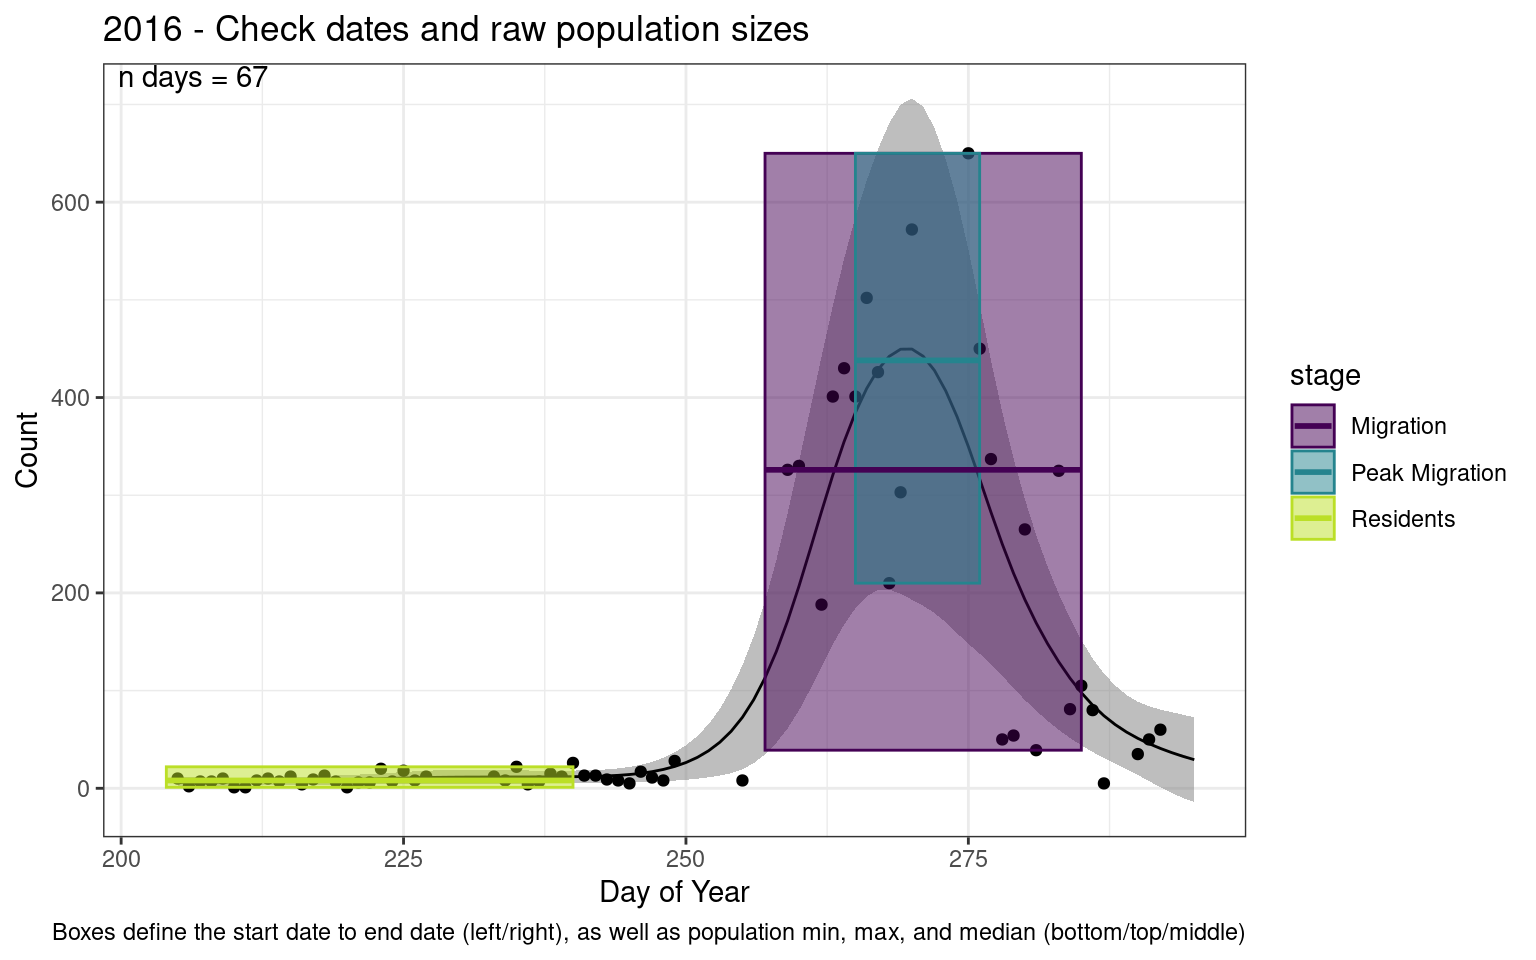 2016 - Check dates and raw population sizes
n days = 67
600
400
200
0
Count
200
225
250
275
Day of Year
stage
Migration
Peak Migration
Residents
Boxes define the start date to end date (left/right), as well as population min, max, and median (bottom/top/middle)